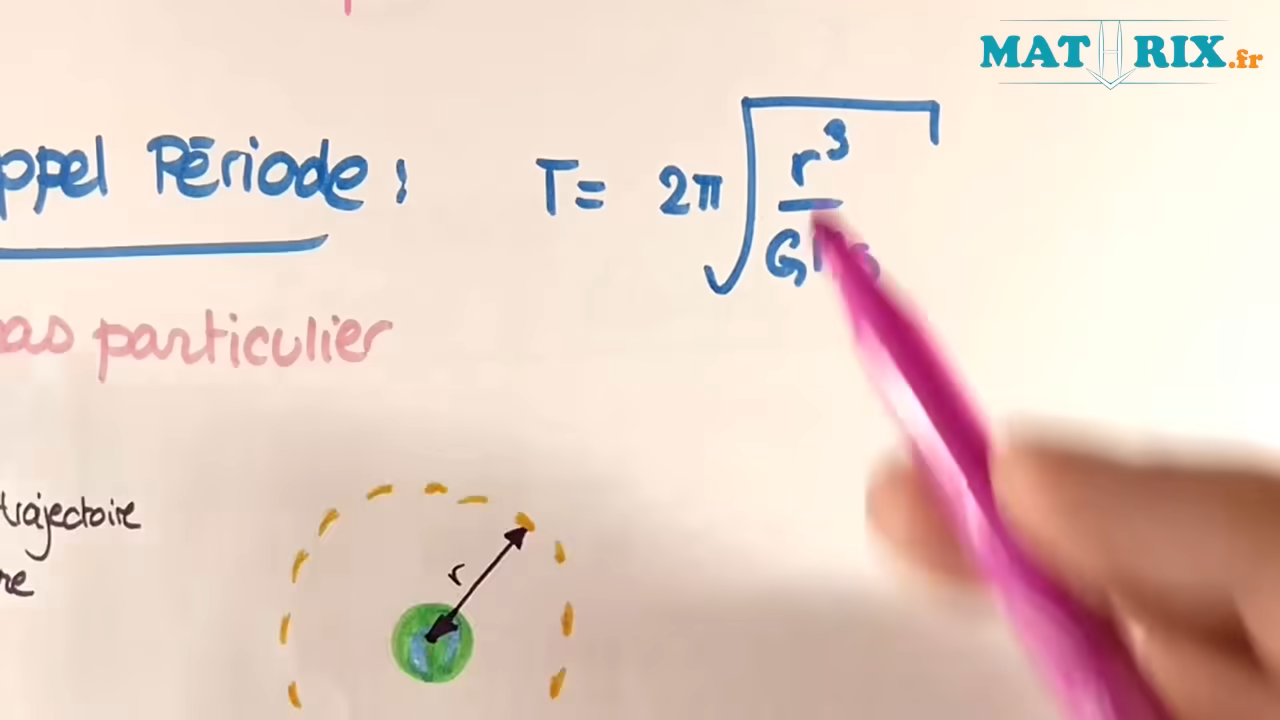 MATHRIX.fr
ppel Période :
T = 2π √(r³/G
as particulier
trajectoire
re
r